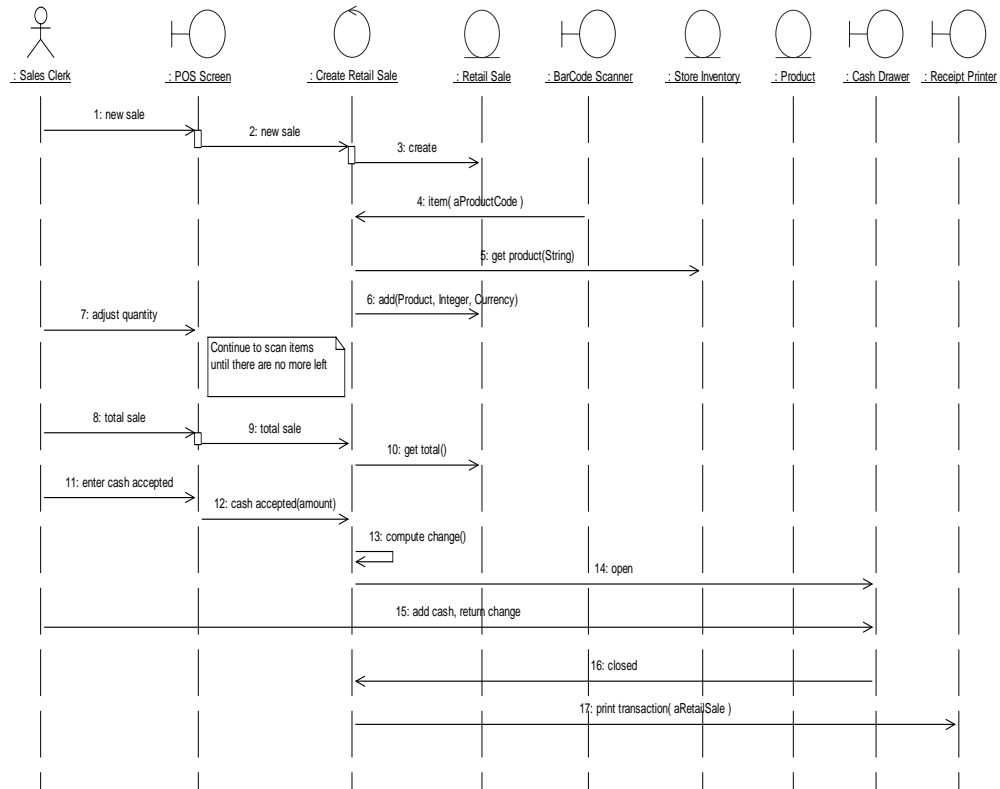 : Sales Clerk
: POS Screen
: Create Retail Sale
: Retail Sale
: BarCode Scanner
: Store Inventory
: Product
: Cash Drawer
: Receipt Printer
1: new sale
2: new sale
3: create
4: item( aProductCode )
5: get product(String)
6: add(Product, Integer, Currency)
7: adjust quantity
Continue to scan items
until there are no more left
8: total sale
9: total sale
10: get total()
11: enter cash accepted
12: cash accepted(amount)
13: compute change()
14: open
15: add cash, return change
16: closed
17: print transaction( aRetailSale )